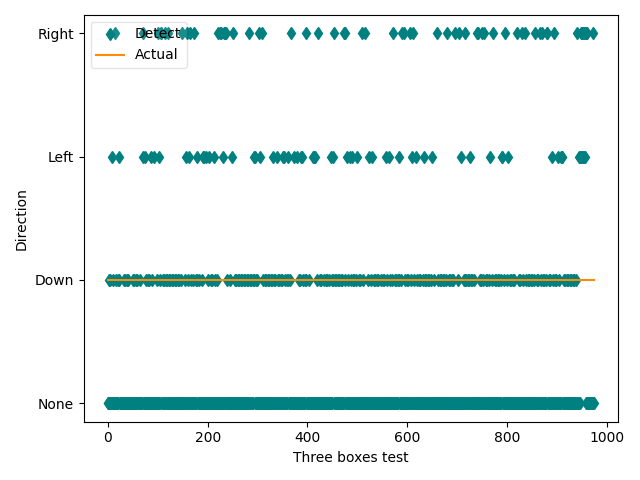 Right
Left
Down
None
Direction
Detect
Actual
0
200
400
600
800
1000
Three boxes test